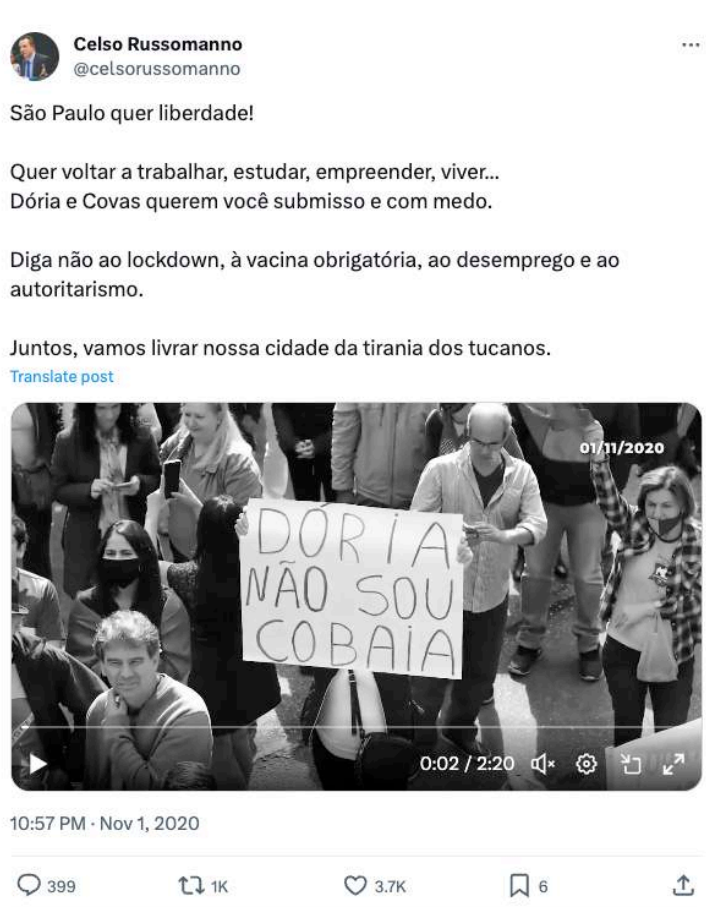 Celso Russomanno
@celsorussomanno
São Paulo quer liberdade!
Quer voltar a trabalhar, estudar, empreender, viver...
Dória e Covas querem você submisso e com medo.
Diga não ao lockdown, à vacina obrigatória, ao desemprego e ao
autoritarismo.
Juntos, vamos livrar nossa cidade da tirania dos tucanos.
Translate post
01/11/2020
DÓRIA
NÃO SOU
COBAIA
0:02 / 2:20
10:57 PM · Nov 1, 2020
399 1K 3.7K 6